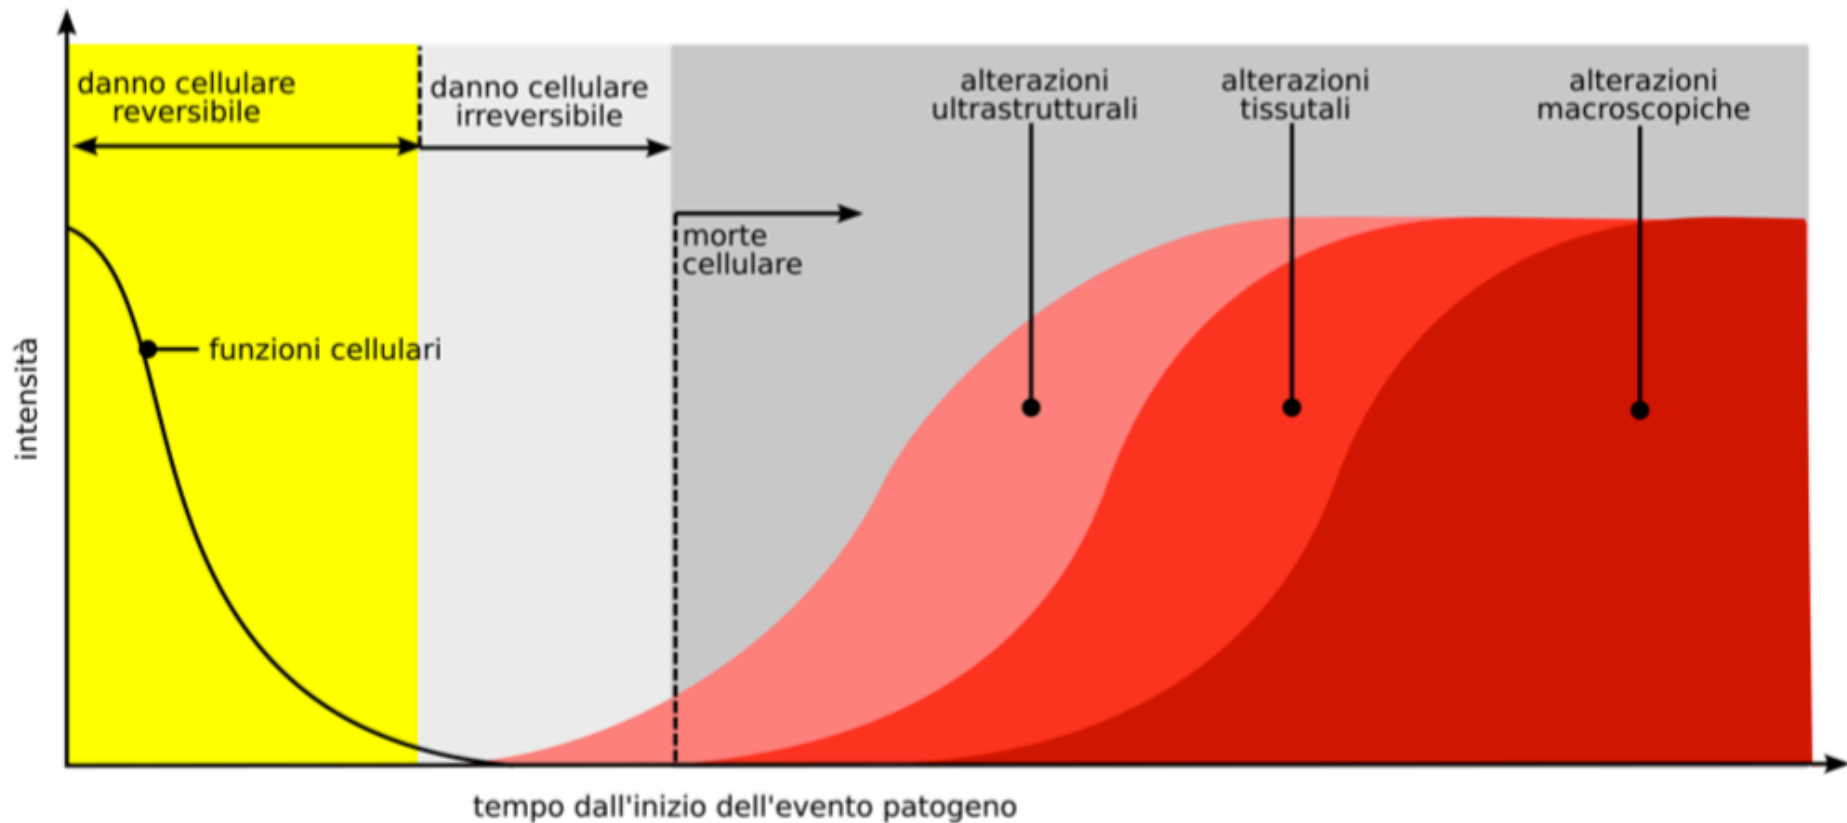 danno cellulare
reversibile
danno cellulare
irreversibile
alterazioni
ultrastrutturali
alterazioni
tissutali
alterazioni
macroscopiche
morte
cellulare
funzioni cellulari
intensità
tempo dall'inizio dell'evento patogeno